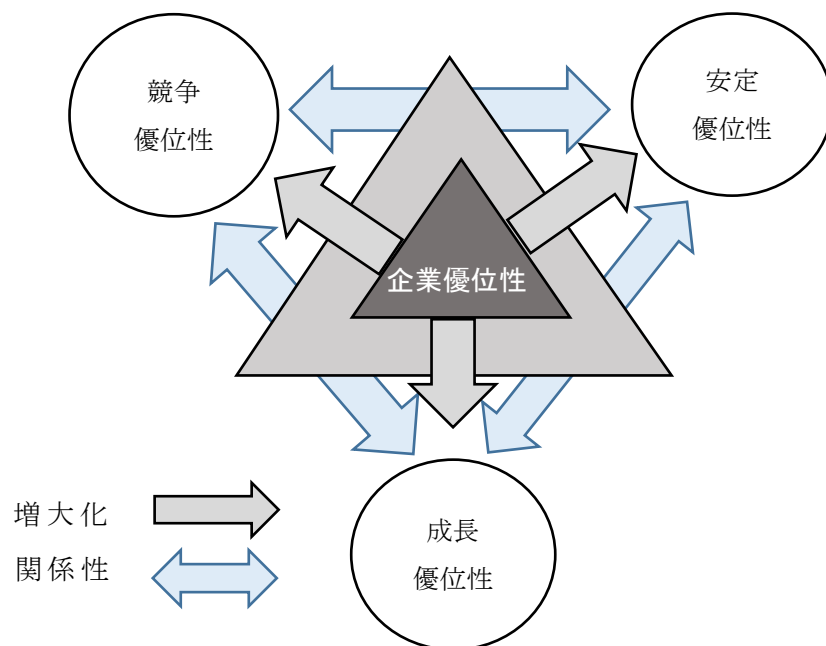 競争
優位性
安定
優位性
企業優位性
成長
優位性
増大化
関係性